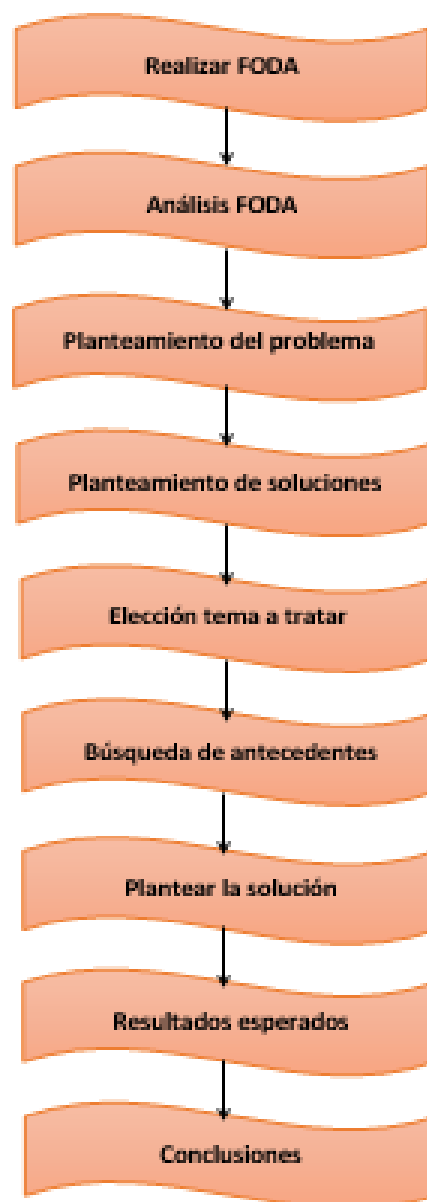 Realizar FODA
Análisis FODA
Planteamiento del problema
Planteamiento de soluciones
Elección tema a tratar
Búsqueda de antecedentes
Plantear la solución
Resultados esperados
Conclusiones